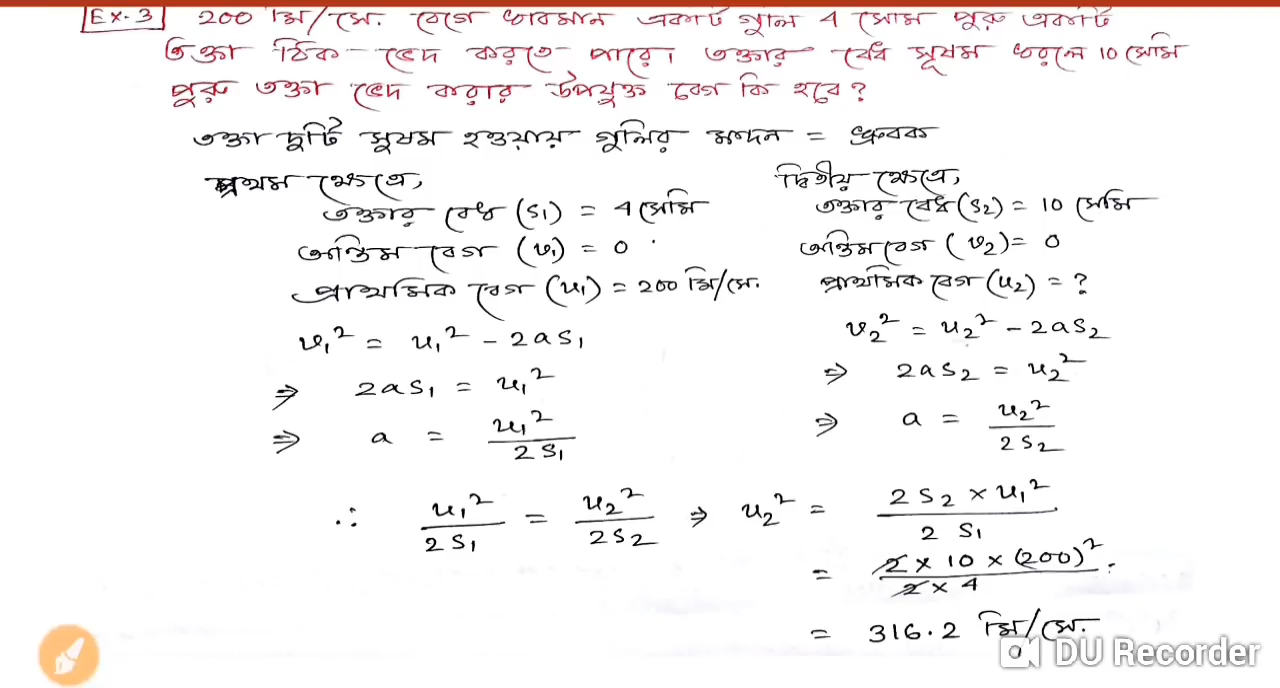 Ex.3 200 মি/সে. বেগে ধাবমান একটি গুলি 4 সেমি পুরু একটি
তক্তা ঠিক ভেদ করতে পারে। তক্তার বেধ সুষম ধরলে 10 সেমি
পুরু তক্তা ভেদ করার উপযুক্ত বেগ কি হবে?
তক্তা দুটি সুষম হওয়ায় গুলির মন্দন = ধ্রুবক
প্রথম ক্ষেত্রে,
তক্তার বেধ (S₁) = 4 সেমি
অন্তিম বেগ (v₁) = 0
প্রাথমিক বেগ (u₁) = 200 মি/সে.
v₁² = u₁² - 2aS₁
⇒ 2aS₁ = u₁²
⇒ a = u₁² / 2S₁
দ্বিতীয় ক্ষেত্রে,
তক্তার বেধ (S₂) = 10 সেমি
অন্তিম বেগ (v₂) = 0
প্রাথমিক বেগ (u₂) = ?
v₂² = u₂² - 2aS₂
⇒ 2aS₂ = u₂²
⇒ a = u₂² / 2S₂
∴ u₁² / 2S₁ = u₂² / 2S₂ ⇒ u₂² = 2S₂ × u₁² / 2S₁
= 2 × 10 × (200)² / 2 × 4
= 316.2 মি/সে.
DU Recorder